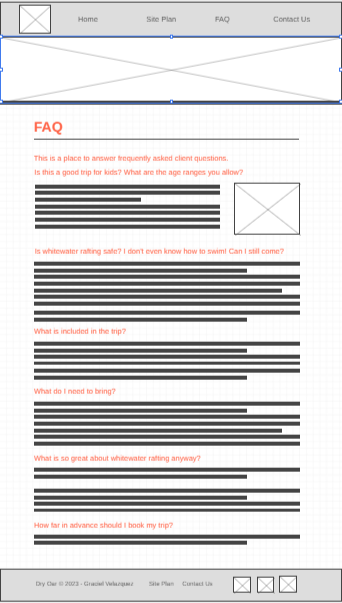 Home Site Plan FAQ Contact Us
FAQ
This is a place to answer frequently asked client questions.
Is this a good trip for kids? What are the age ranges you allow?
Is whitewater rafting safe? I don't even know how to swim! Can I still come?
What is included in the trip?
What do I need to bring?
What is so great about whitewater rafting anyway?
How far in advance should I book my trip?
Dry Oar © 2023 - Graciel Velazquez Site Plan Contact Us